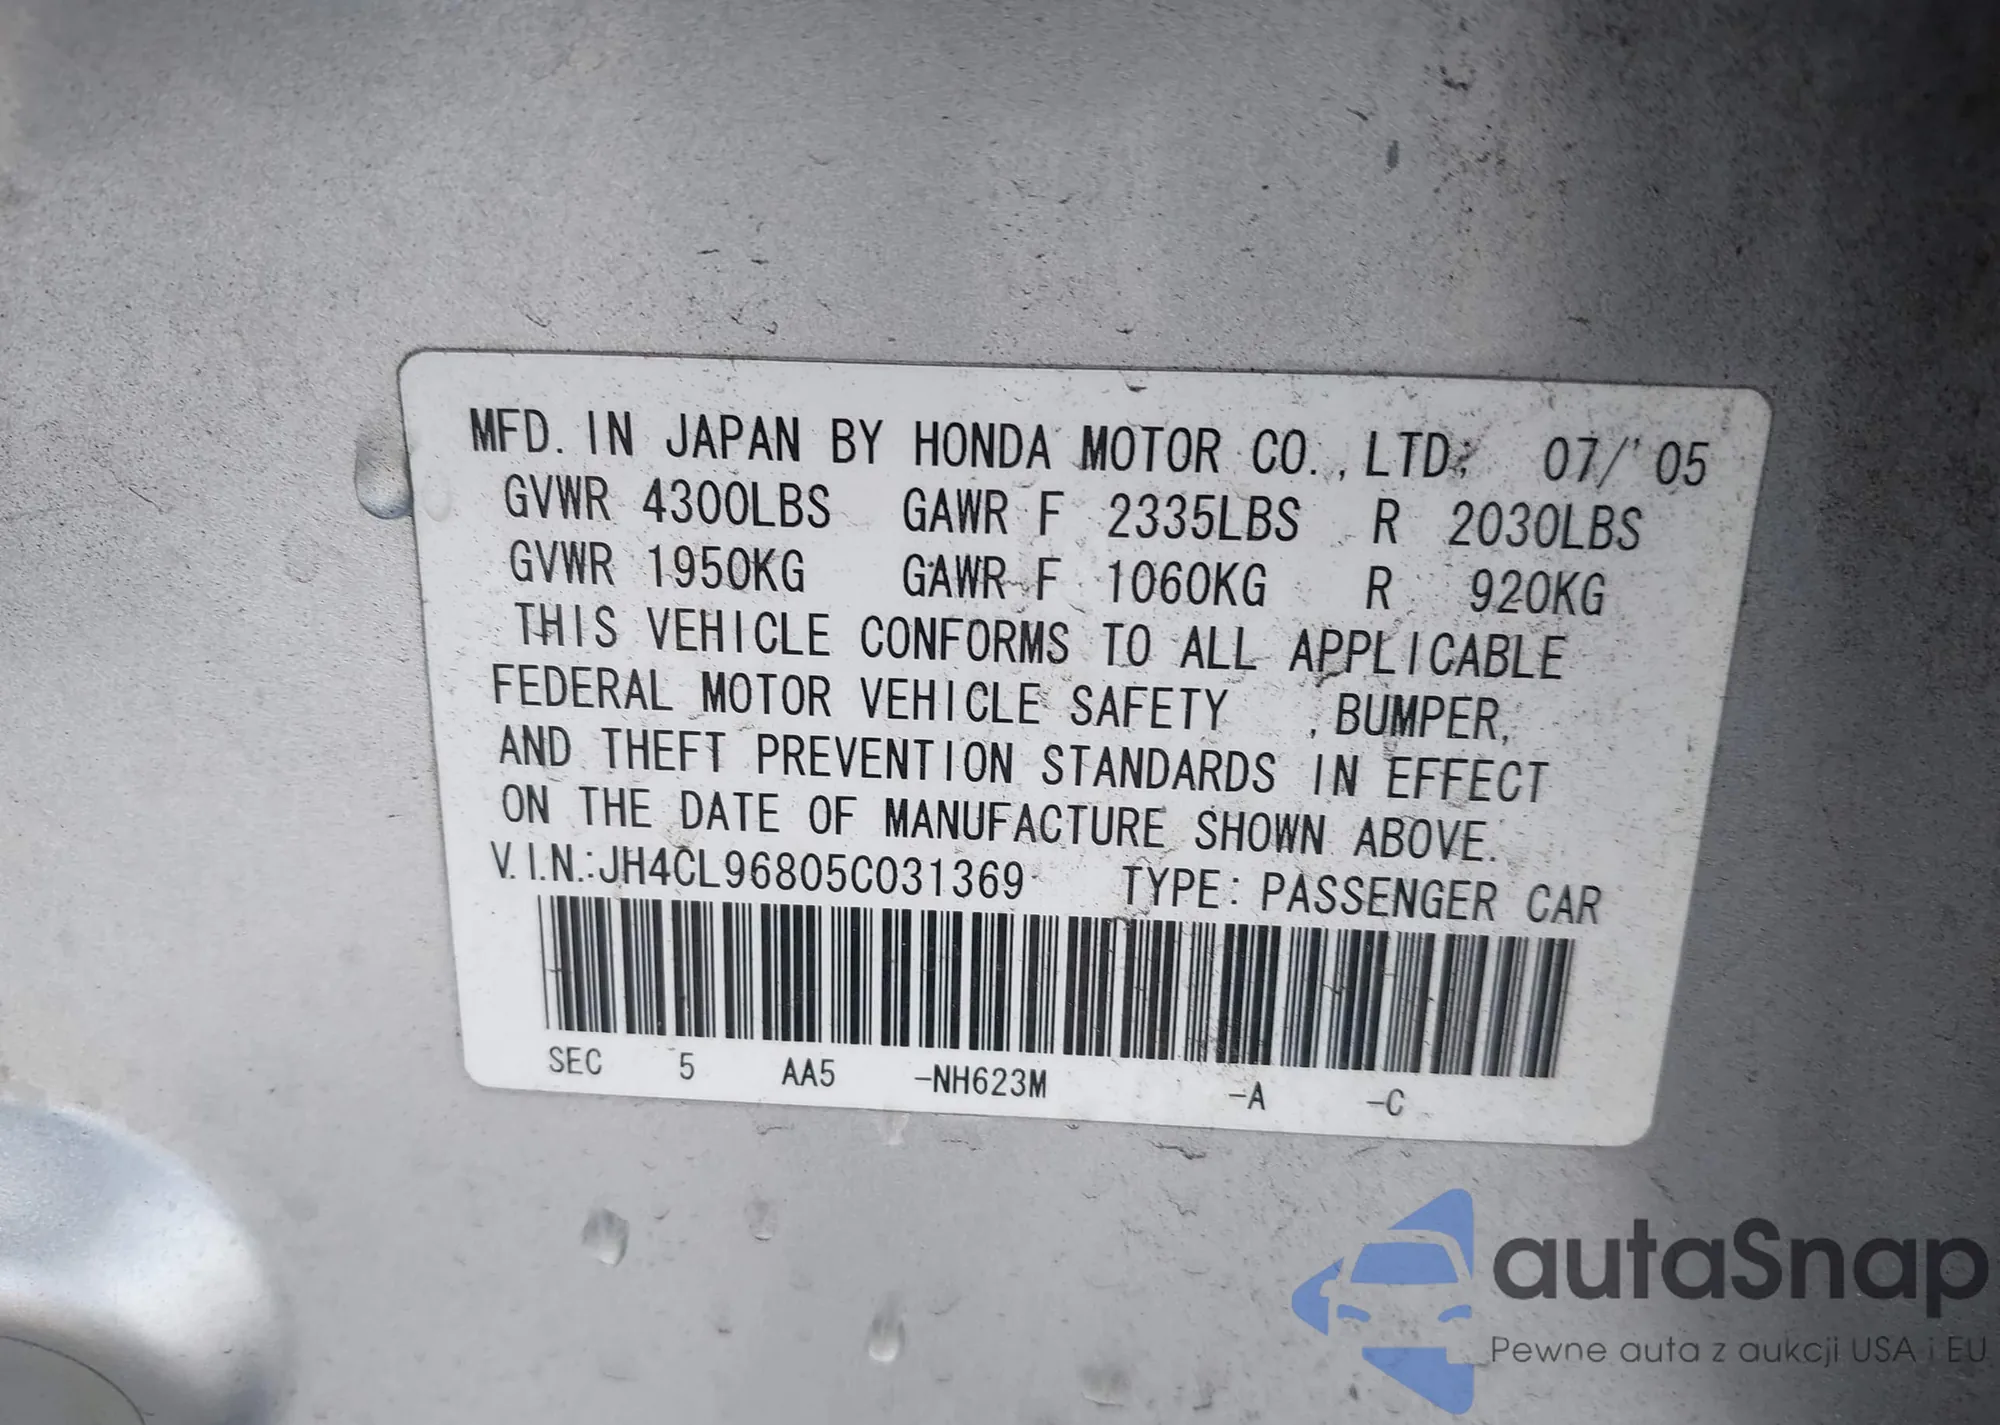 MFD. IN JAPAN BY HONDA MOTOR CO., LTD. 07/'05
GVWR 4300LBS GAWR F 2335LBS R 2030LBS
GVWR 1950KG GAWR F 1060KG R 920KG
THIS VEHICLE CONFORMS TO ALL APPLICABLE
FEDERAL MOTOR VEHICLE SAFETY , BUMPER,
AND THEFT PREVENTION STANDARDS IN EFFECT
ON THE DATE OF MANUFACTURE SHOWN ABOVE.
V.I.N.:JH4CL96805C031369 TYPE: PASSENGER CAR
SEC 5 AA5 -NH623M -A -C
autaSnap
Pewne auta z aukcji USA i EU